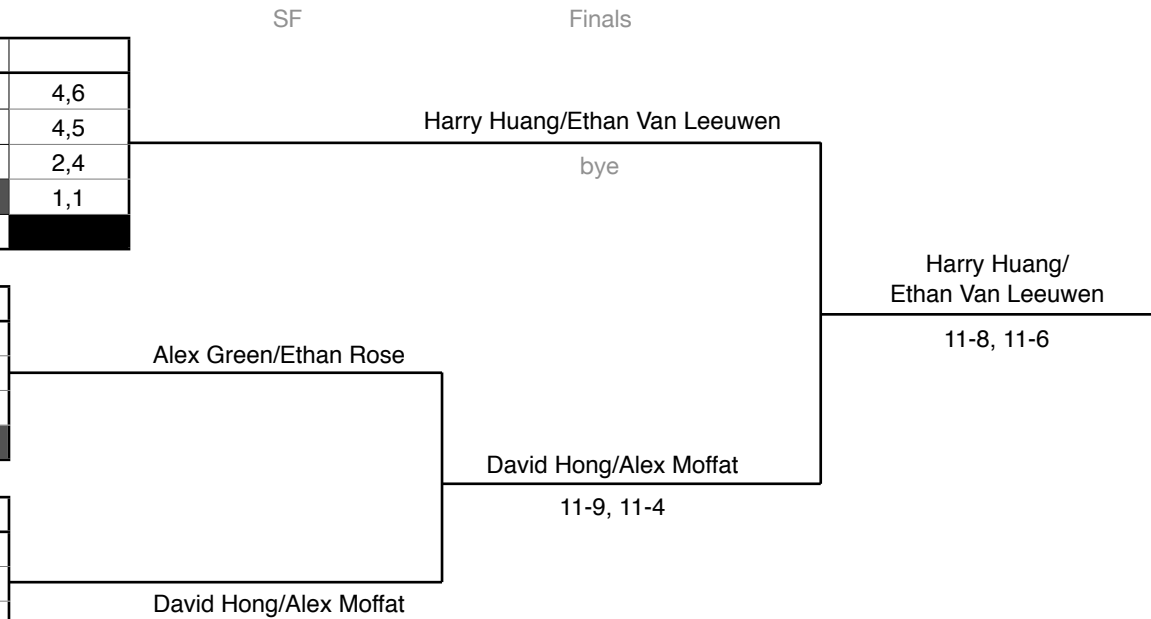 SF Finals
4,6
4,5
2,4
1,1
Harry Huang/Ethan Van Leeuwen
bye
Harry Huang/
Ethan Van Leeuwen
11-8, 11-6
Alex Green/Ethan Rose
David Hong/Alex Moffat
11-9, 11-4
David Hong/Alex Moffat